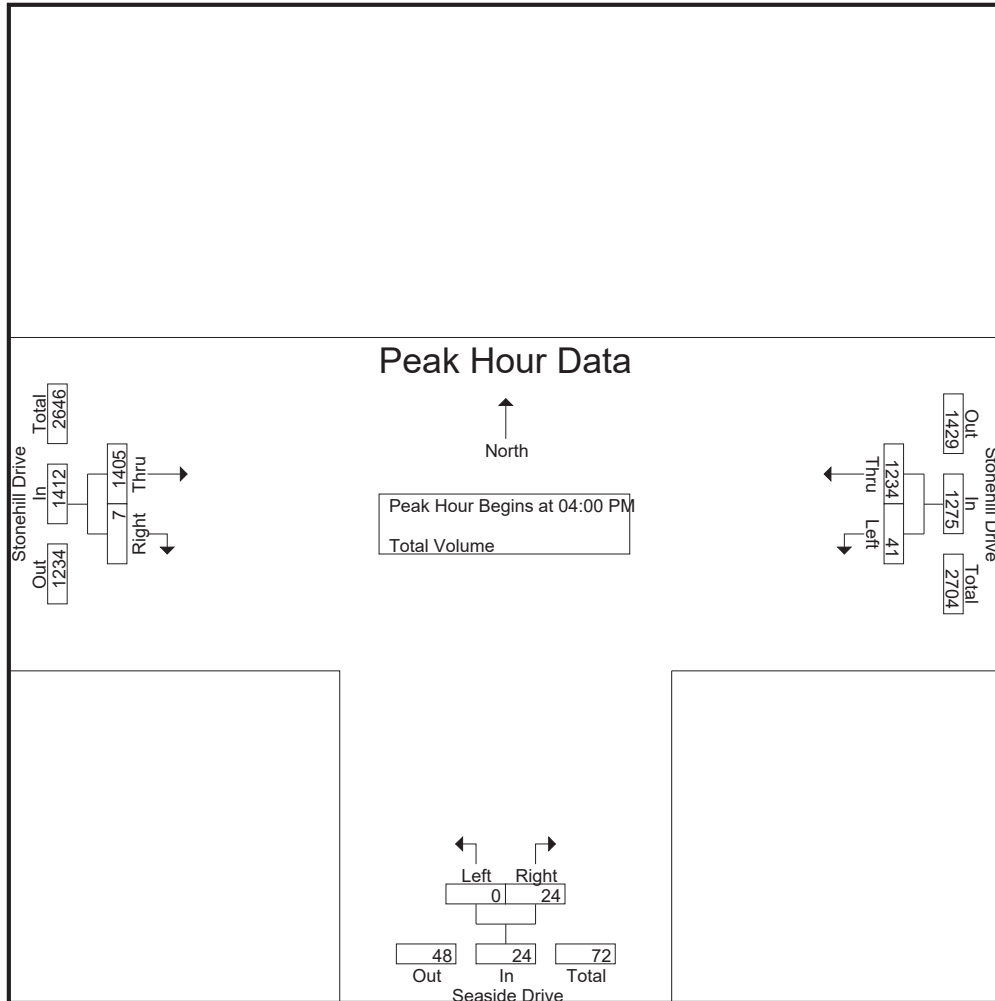 Peak Hour Data
North
Peak Hour Begins at 04:00 PM
Total Volume
Stonehill Drive
Total
2646
In
1412
Out
1234
1405
Thru
7
Right
Stonehill Drive
Out
1429
In
1275
Total
2704
1234
Thru
41
Left
Left
Right
0
24
48
24
72
Out
In
Total
Seaside Drive